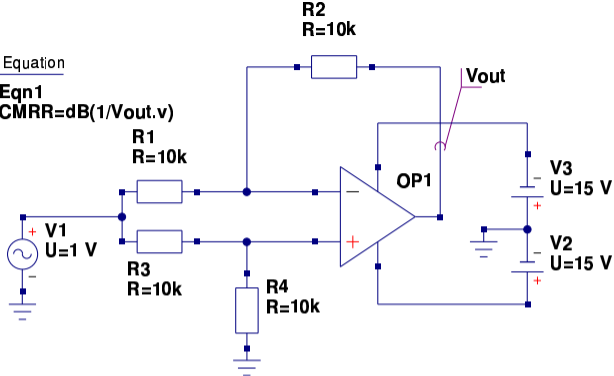 R2
R=10k
Equation
Eqn1
CMRR=dB(1/Vout.v)
Vout
R1
R=10k
OP1
V3
U=15 V
V1
U=1 V
V2
U=15 V
R3
R=10k
R4
R=10k